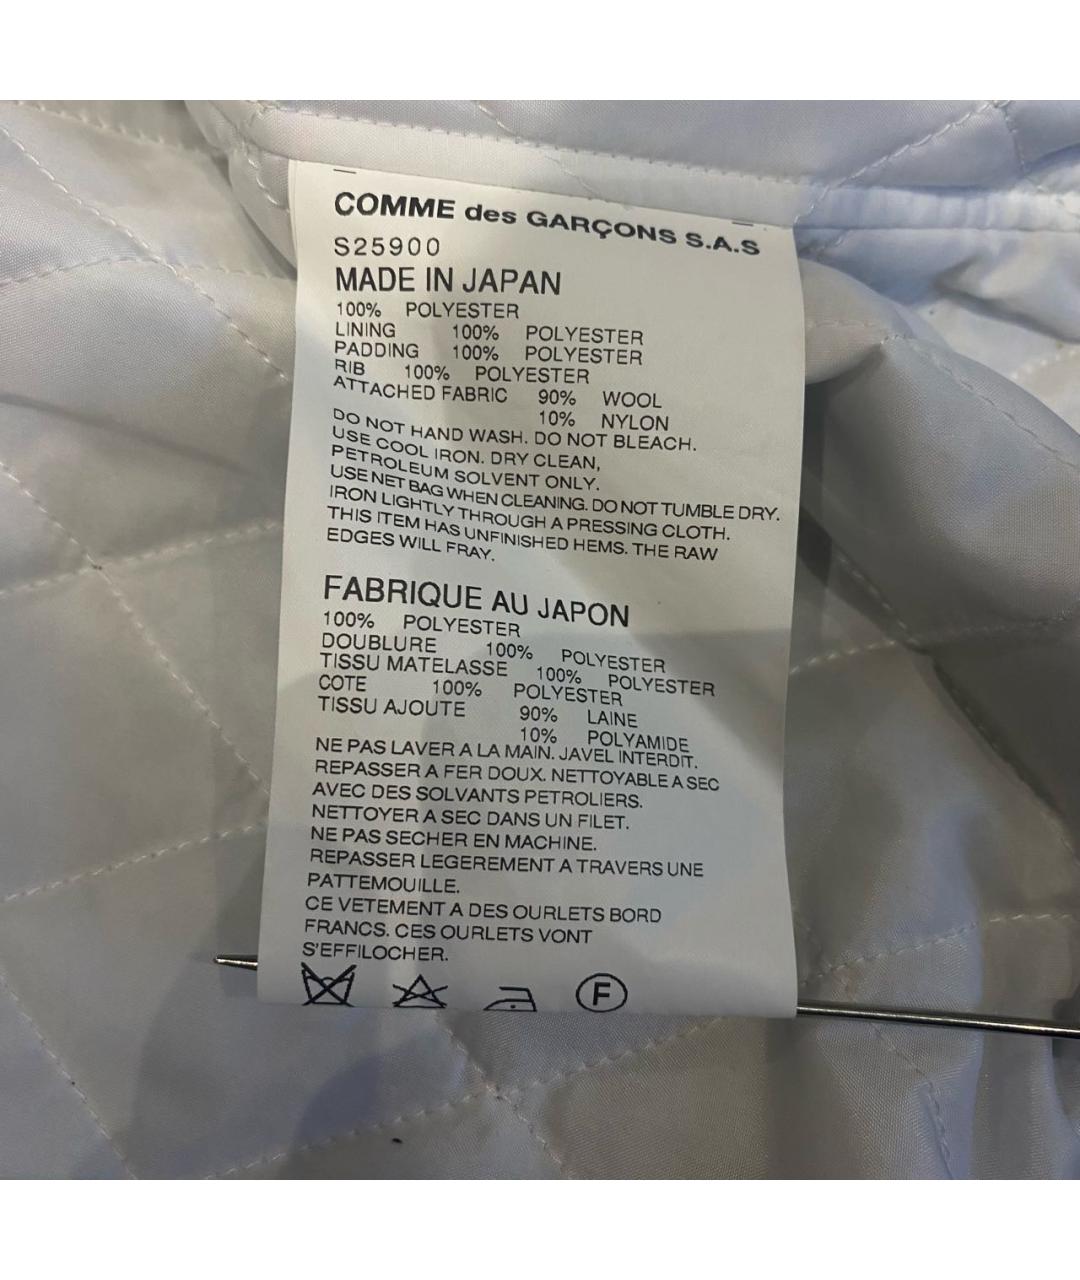 COMME des GARÇONS S.A.S
S25900
MADE IN JAPAN
100% POLYESTER
LINING 100% POLYESTER
PADDING 100% POLYESTER
RIB 100% POLYESTER
ATTACHED FABRIC 90% WOOL
10% NYLON
DO NOT HAND WASH. DO NOT BLEACH.
USE COOL IRON. DRY CLEAN,
PETROLEUM SOLVENT ONLY.
USE NET BAG WHEN CLEANING. DO NOT TUMBLE DRY.
IRON LIGHTLY THROUGH A PRESSING CLOTH.
THIS ITEM HAS UNFINISHED HEMS. THE RAW
EDGES WILL FRAY.
FABRIQUE AU JAPON
100% POLYESTER
DOUBLURE 100% POLYESTER
TISSU MATELASSE 100% POLYESTER
COTE 100% POLYESTER
TISSU AJOUTE 90% LAINE
10% POLYAMIDE
NE PAS LAVER A LA MAIN. JAVEL INTERDIT.
REPASSER A FER DOUX. NETTOYABLE A SEC
AVEC DES SOLVANTS PETROLIERS.
NETTOYER A SEC DANS UN FILET.
NE PAS SECHER EN MACHINE.
REPASSER LEGEREMENT A TRAVERS UNE
PATTEMOUILLE.
CE VETEMENT A DES OURLETS BORD
FRANCS. CES OURLETS VONT
S'EFFILOCHER.
F